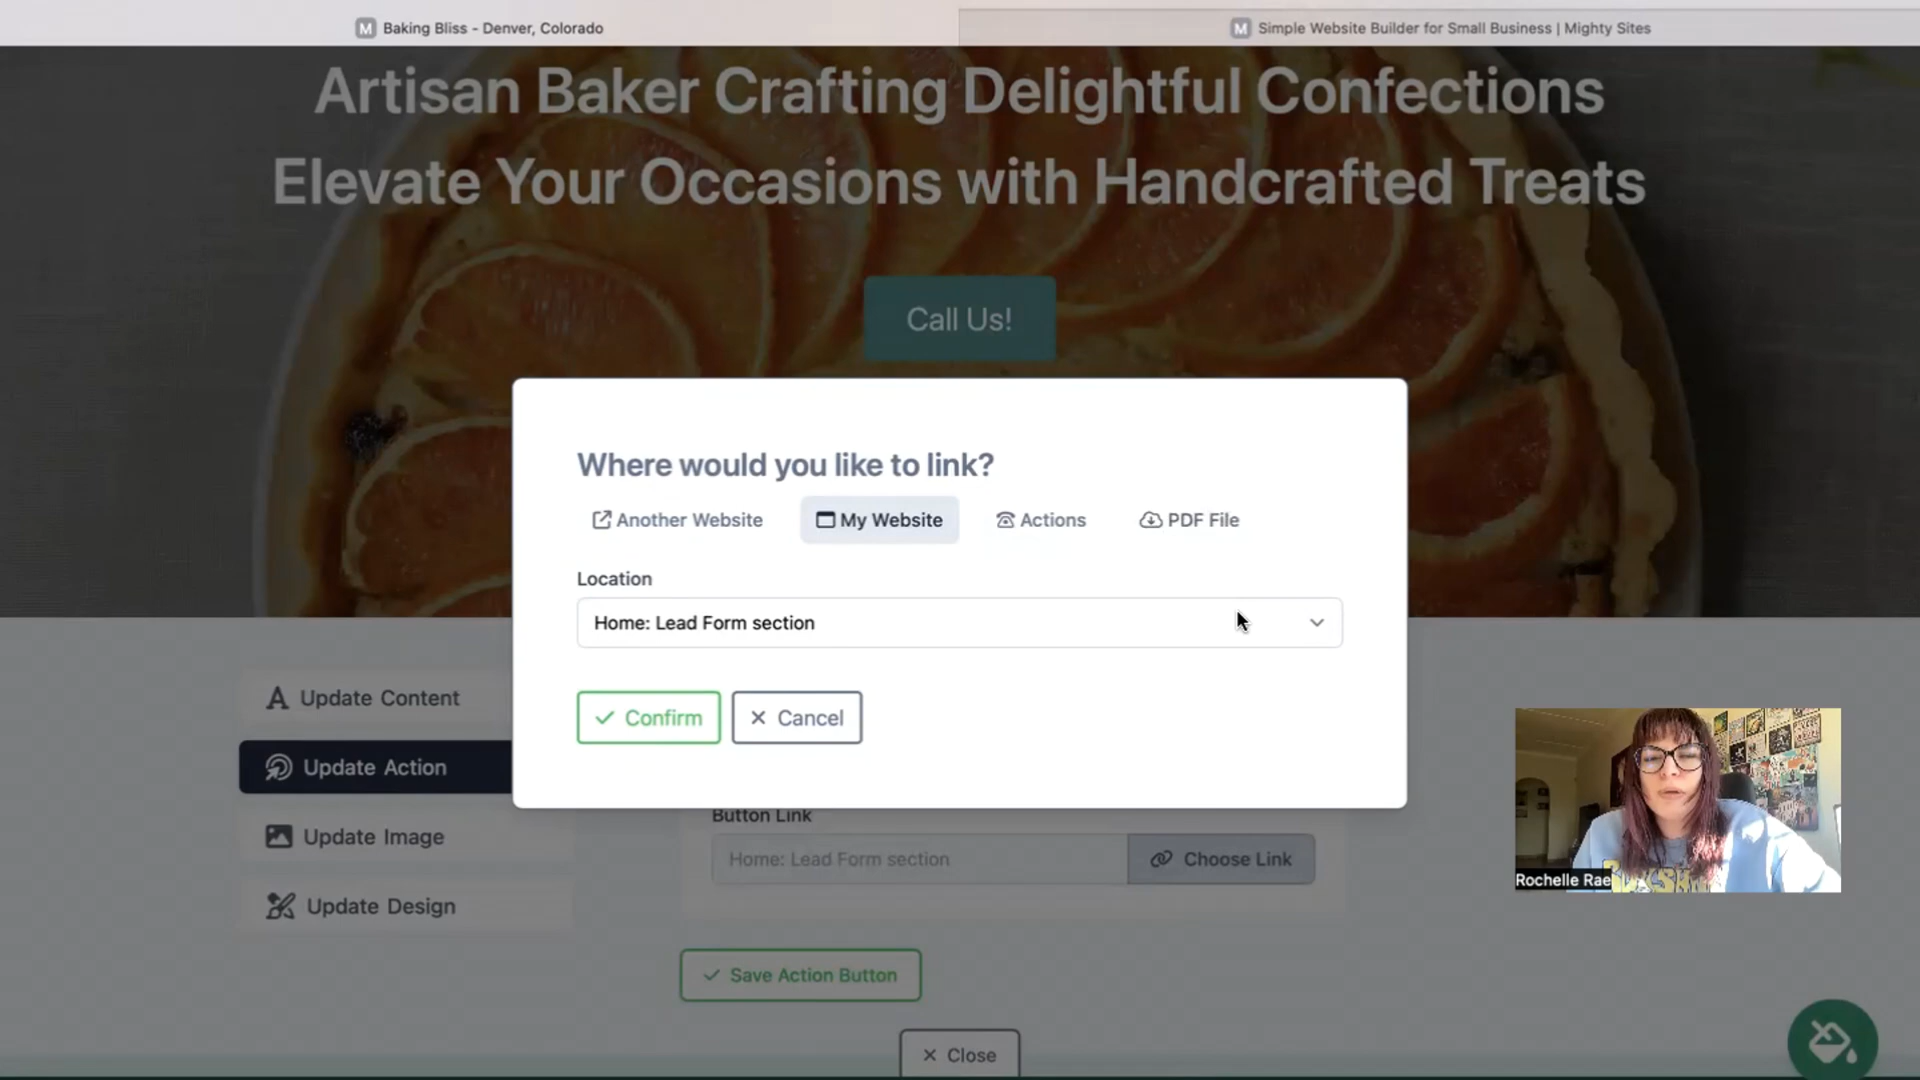 Baking Bliss - Denver, Colorado
Simple Website Builder for Small Business | Mighty Sites
Artisan Baker Crafting Delightful Confections
Elevate Your Occasions with Handcrafted Treats
Call Us!
Where would you like to link?
Another Website
My Website
Actions
PDF File
Location
Home: Lead Form section
Confirm
Cancel
Update Content
Update Action
Update Image
Update Design
Button Link
Home: Lead Form section
Choose Link
Save Action Button
Close
Rochelle Rae